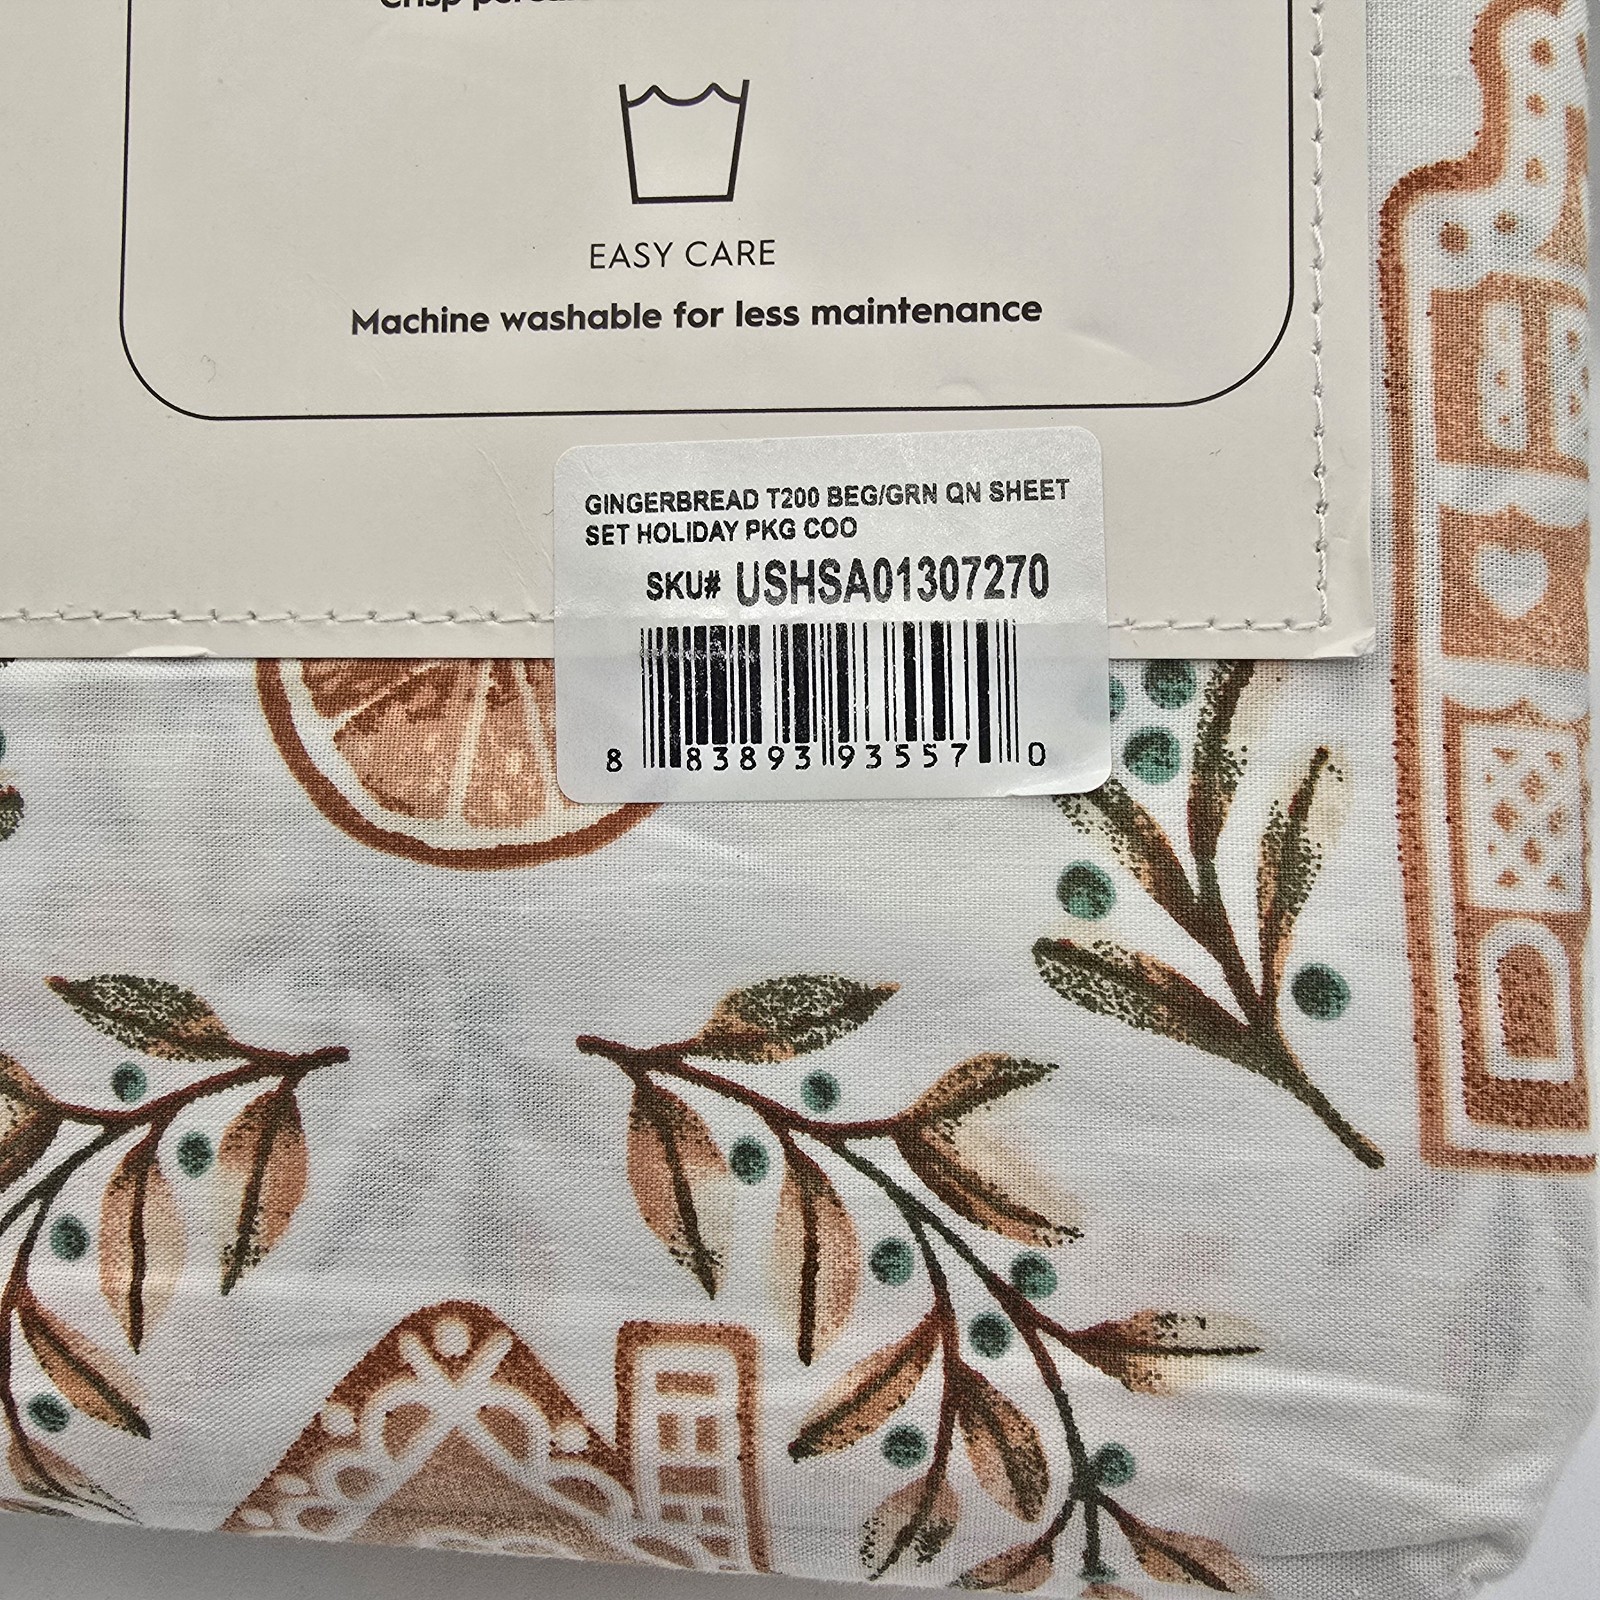 Crisp
EASY CARE
Machine washable for less maintenance
GINGERBREAD T200 BEG/GRN QN SHEET
SET HOLIDAY PKG COO
SKU# USHSA01307270
8 83893 93557 0